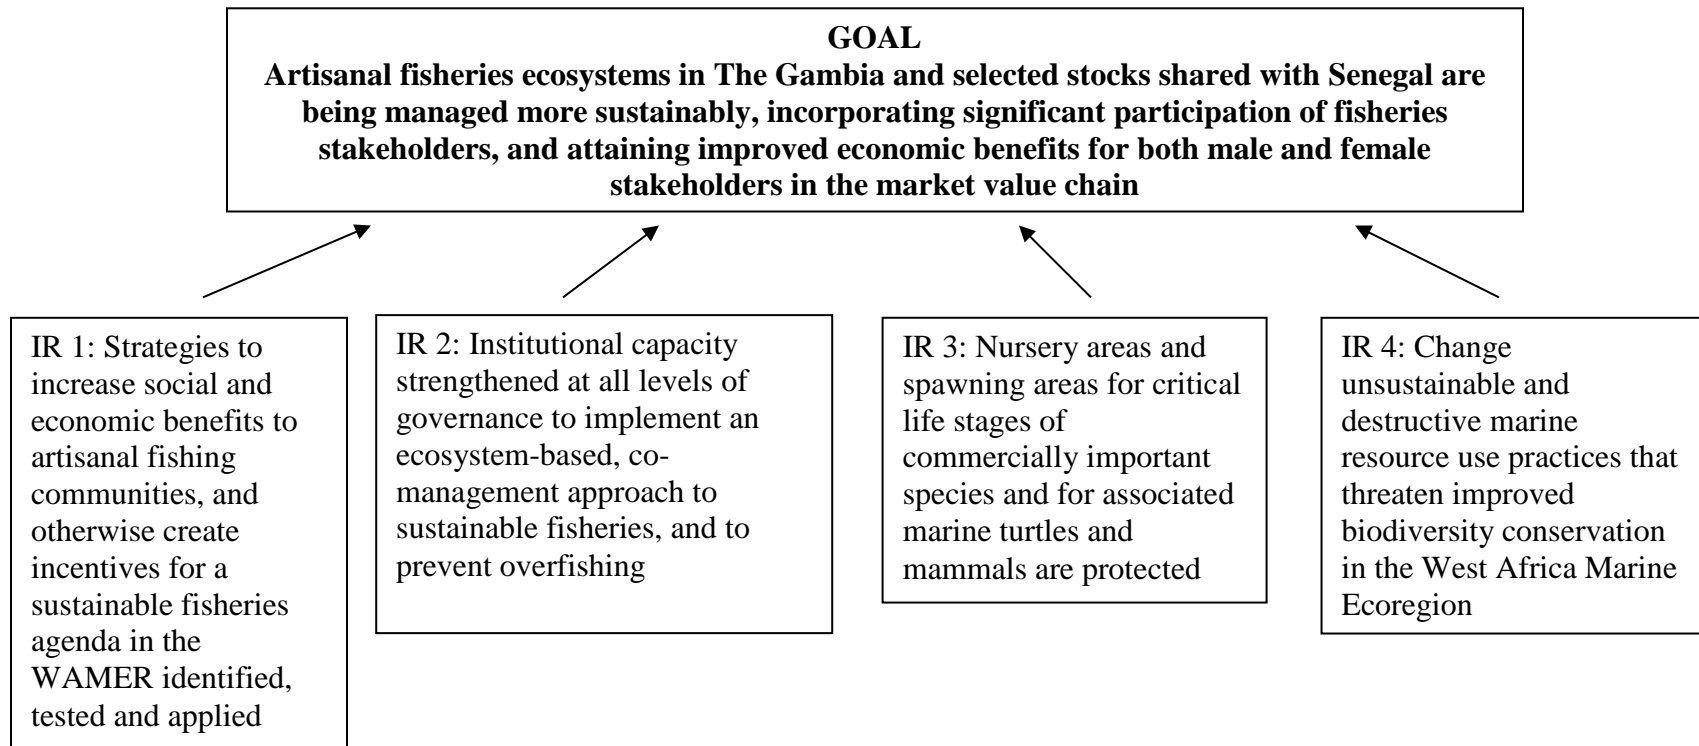 GOAL
Artisanal fisheries ecosystems in The Gambia and selected stocks shared with Senegal are
being managed more sustainably, incorporating significant participation of fisheries
stakeholders, and attaining improved economic benefits for both male and female
stakeholders in the market value chain
IR 1: Strategies to
increase social and
economic benefits to
artisanal fishing
communities, and
otherwise create
incentives for a
sustainable fisheries
agenda in the
WAMER identified,
tested and applied
IR 2: Institutional capacity
strengthened at all levels of
governance to implement an
ecosystem-based, co-
management approach to
sustainable fisheries, and to
prevent overfishing
IR 3: Nursery areas and
spawning areas for critical
life stages of
commercially important
species and for associated
marine turtles and
mammals are protected
IR 4: Change
unsustainable and
destructive marine
resource use practices that
threaten improved
biodiversity conservation
in the West Africa Marine
Ecoregion